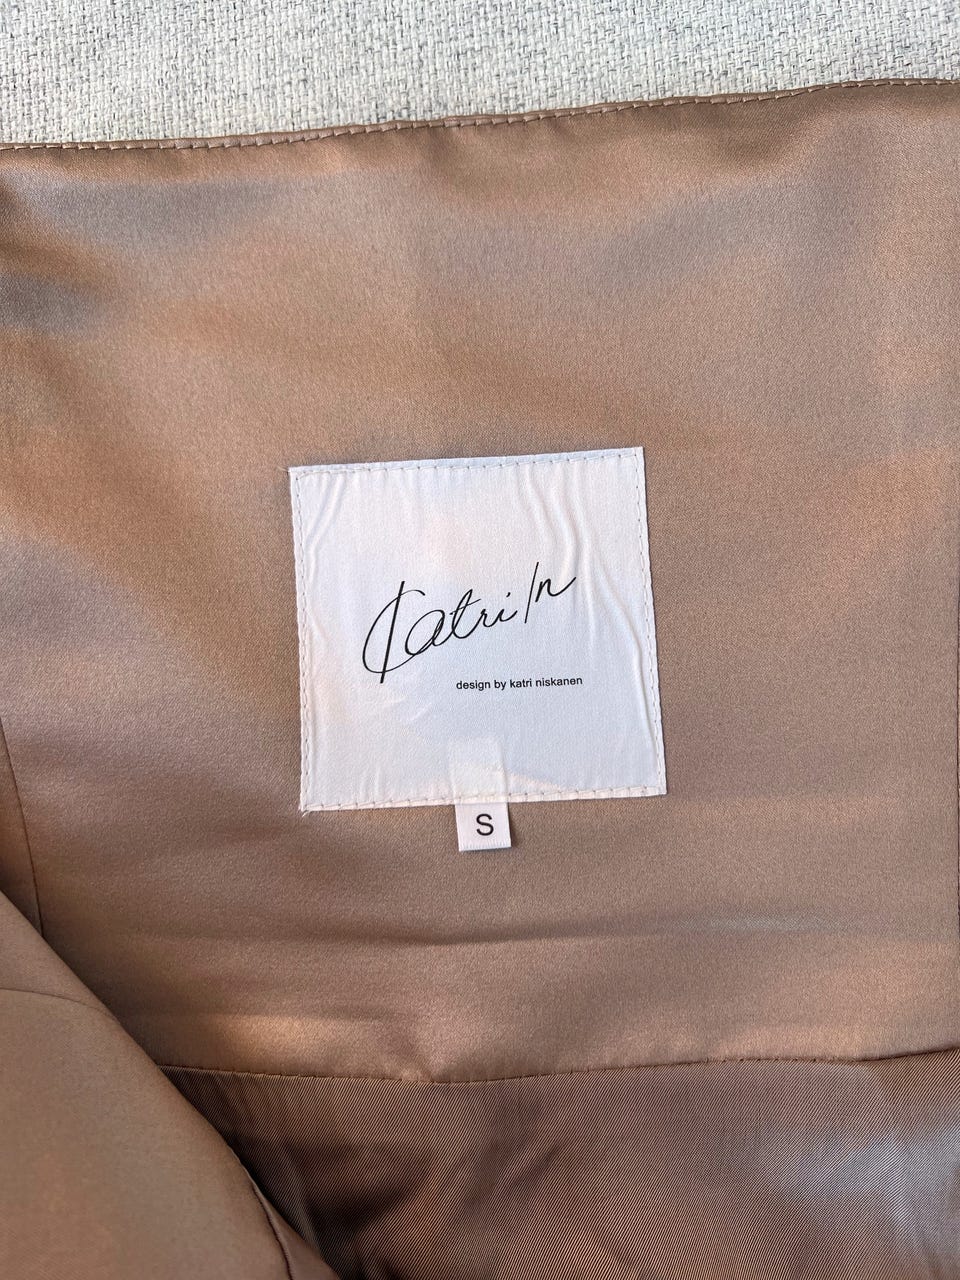 Katri/n
design by katri niskanen
S